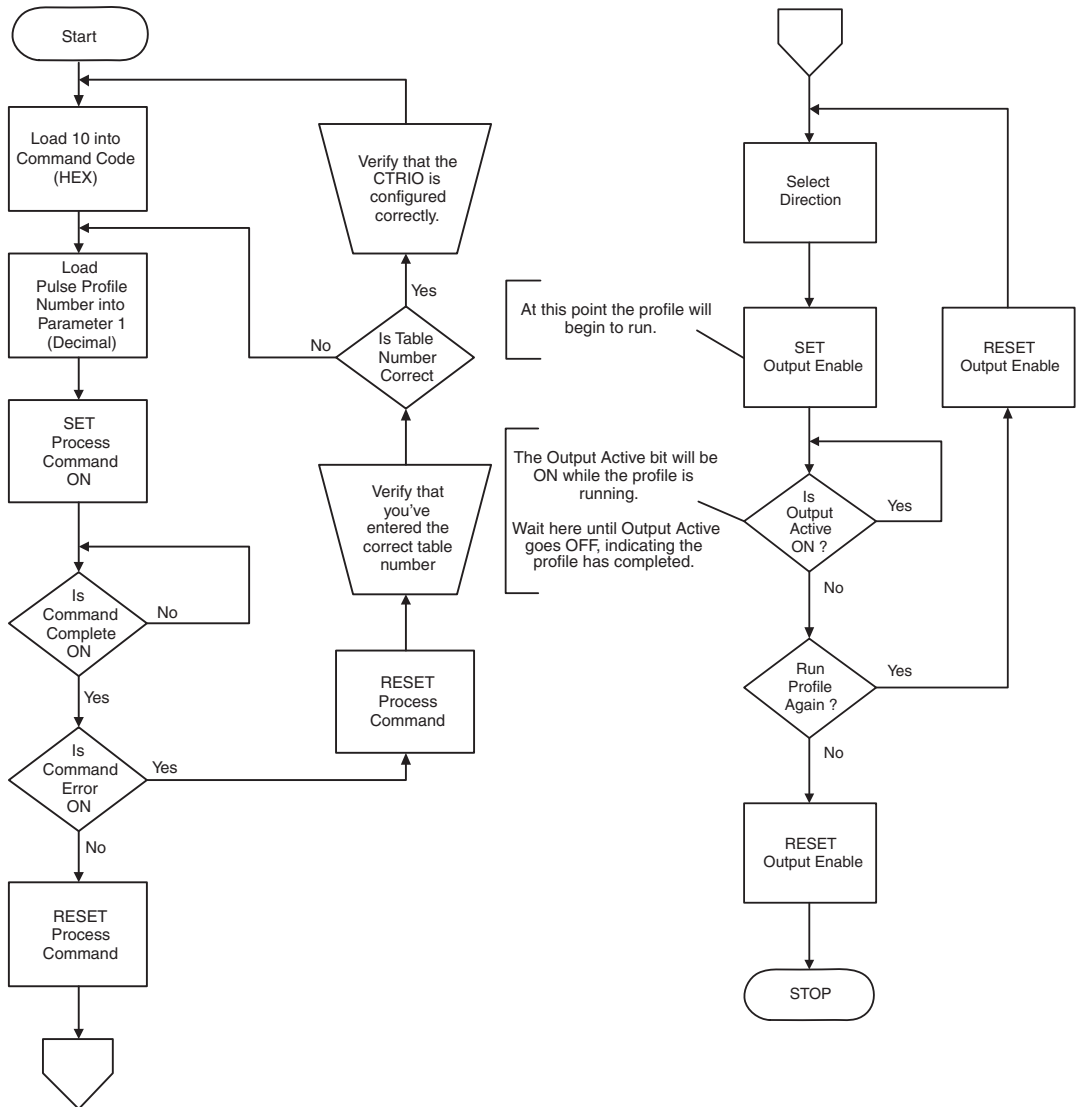 Start
Load 10 into
Command Code
(HEX)
Load
Pulse Profile
Number into
Parameter 1
(Decimal)
SET
Process
Command
ON
Is
Command
Complete
ON
No
Yes
Is
Command
Error
ON
Yes
No
RESET
Process
Command
Verify that the
CTRIO is
configured
correctly.
Yes
Is Table
Number
Correct
No
Verify that
you've
entered the
correct table
number
RESET
Process
Command
Select
Direction
At this point the profile will
begin to run.
SET
Output Enable
RESET
Output Enable
The Output Active bit will be
ON while the profile is
running.
Wait here until Output Active
goes OFF, indicating the
profile has completed.
Is
Output
Active
ON ?
Yes
No
Run
Profile
Again ?
Yes
No
RESET
Output Enable
STOP